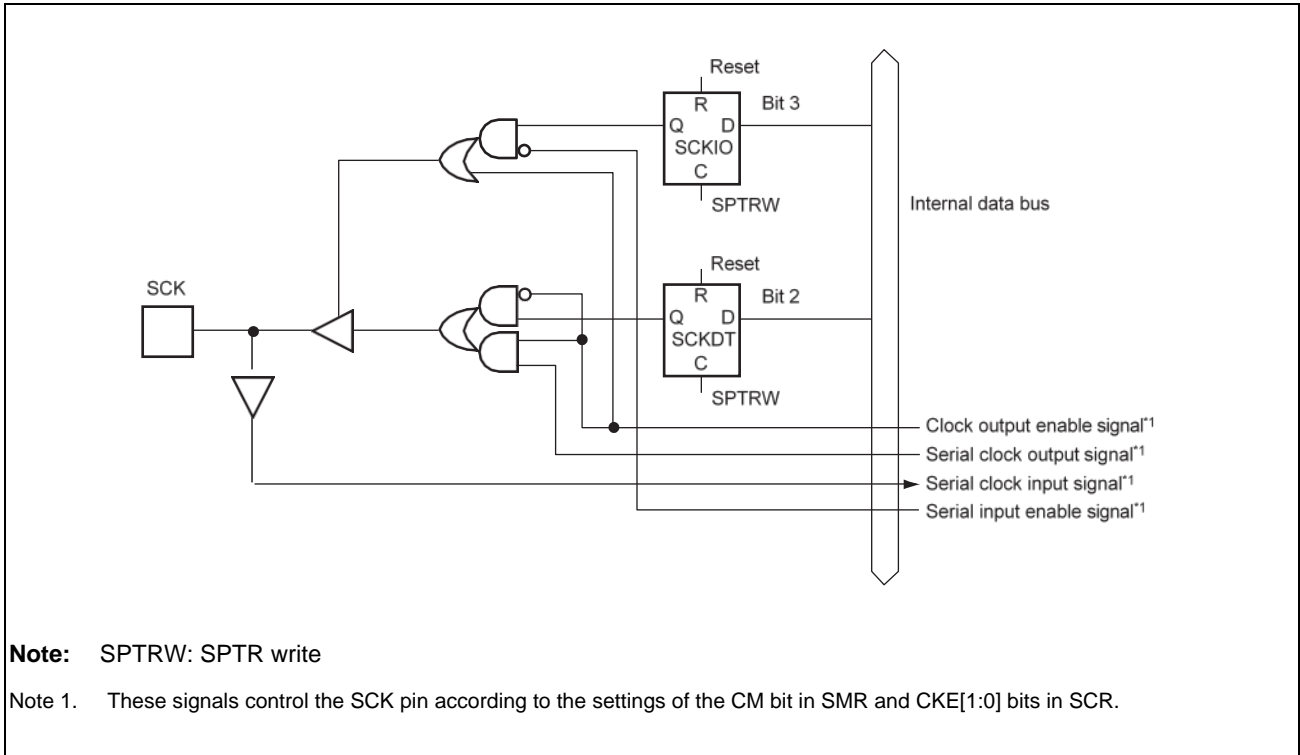 Reset
R
Bit 3
Q D
SCKIO
C
SPTRW
Internal data bus
Reset
SCK
R
Bit 2
Q D
SCKDT
C
SPTRW
Clock output enable signal*1
Serial clock output signal*1
Serial clock input signal*1
Serial input enable signal*1
Note: SPTRW: SPTR write
Note 1. These signals control the SCK pin according to the settings of the CM bit in SMR and CKE[1:0] bits in SCR.